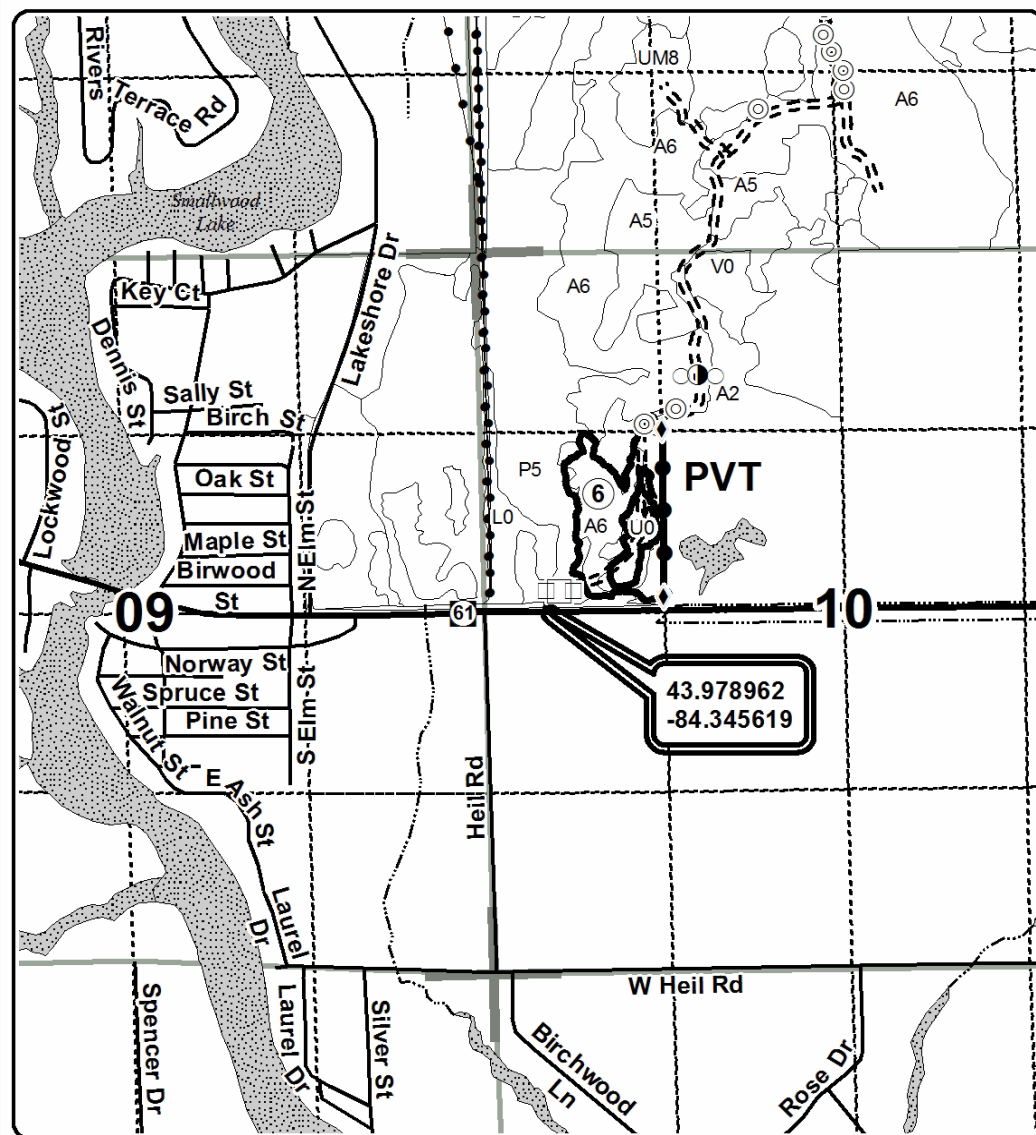 Rivers
Terrace Rd
UM8
A6
A6
A5
Smallwood
Lake
A5
Lakeshore Dr
V0
Key Ct
A6
Dennis St
Sally St
A2
Birch St
Lockwood St
P5
PVT
Oak St
6
N Elm St
L0
A6
U0
Maple St
Birwood
St
09
61
10
Norway St
Walnut St
Spruce St
43.978962
-84.345619
Pine St
S Elm St
E Ash St
Heil Rd
Laurel
Dr
W Heil Rd
Spencer Dr
Laurel Dr
Silver St
Birchwood
Ln
Rose Dr